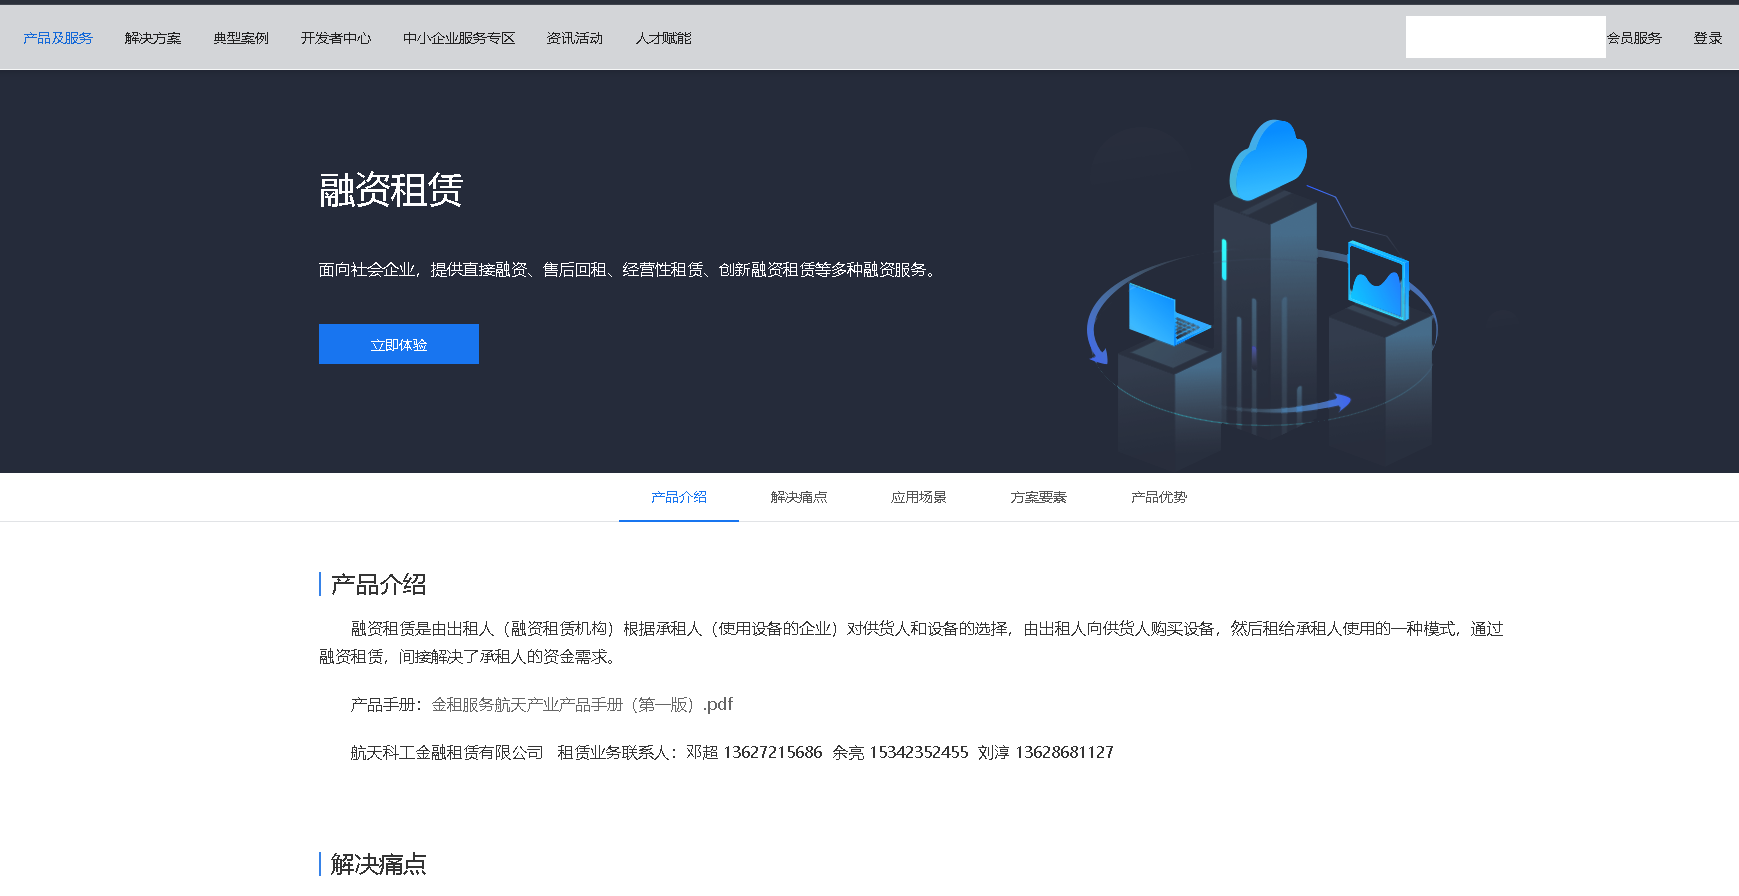 产品及服务 解决方案 典型案例 开发者中心 中小企业服务专区 资讯活动 人才赋能 会员服务 登录
融资租赁
面向社会企业，提供直接融资、售后回租、经营性租赁、创新融资租赁等多种融资服务。
立即体验
产品介绍 解决痛点 应用场景 方案要素 产品优势
产品介绍
融资租赁是由出租人（融资租赁机构）根据承租人（使用设备的企业）对供货人和设备的选择，由出租人向供货人购买设备，然后租给承租人使用的一种模式，通过
融资租赁，间接解决了承租人的资金需求。
产品手册：金租服务航天产业产品手册（第一版）.pdf
航天科工金融租赁有限公司 租赁业务联系人：邓超 13627215686 余亮 15342352455 刘淳 13628681127
解决痛点